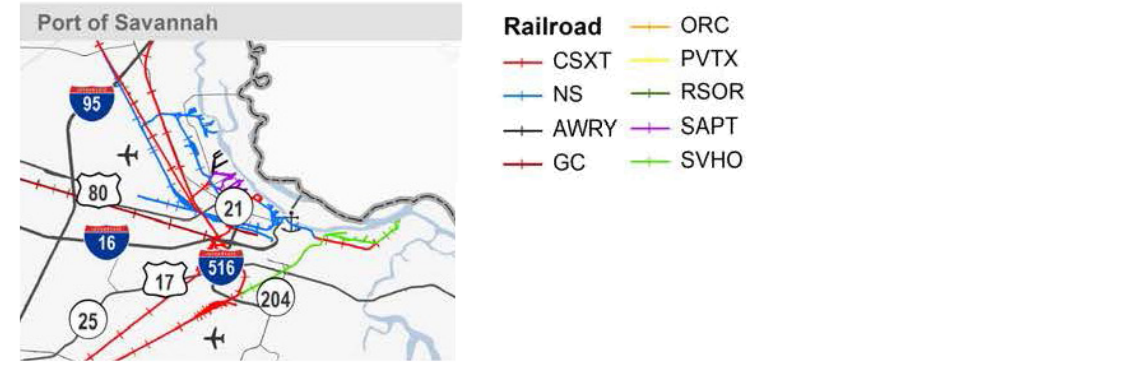 Port of Savannah
95
80
21
16
516
17
204
25
Railroad
CSXT
NS
AWRY
GC
ORC
PVTX
RSOR
SAPT
SVHO